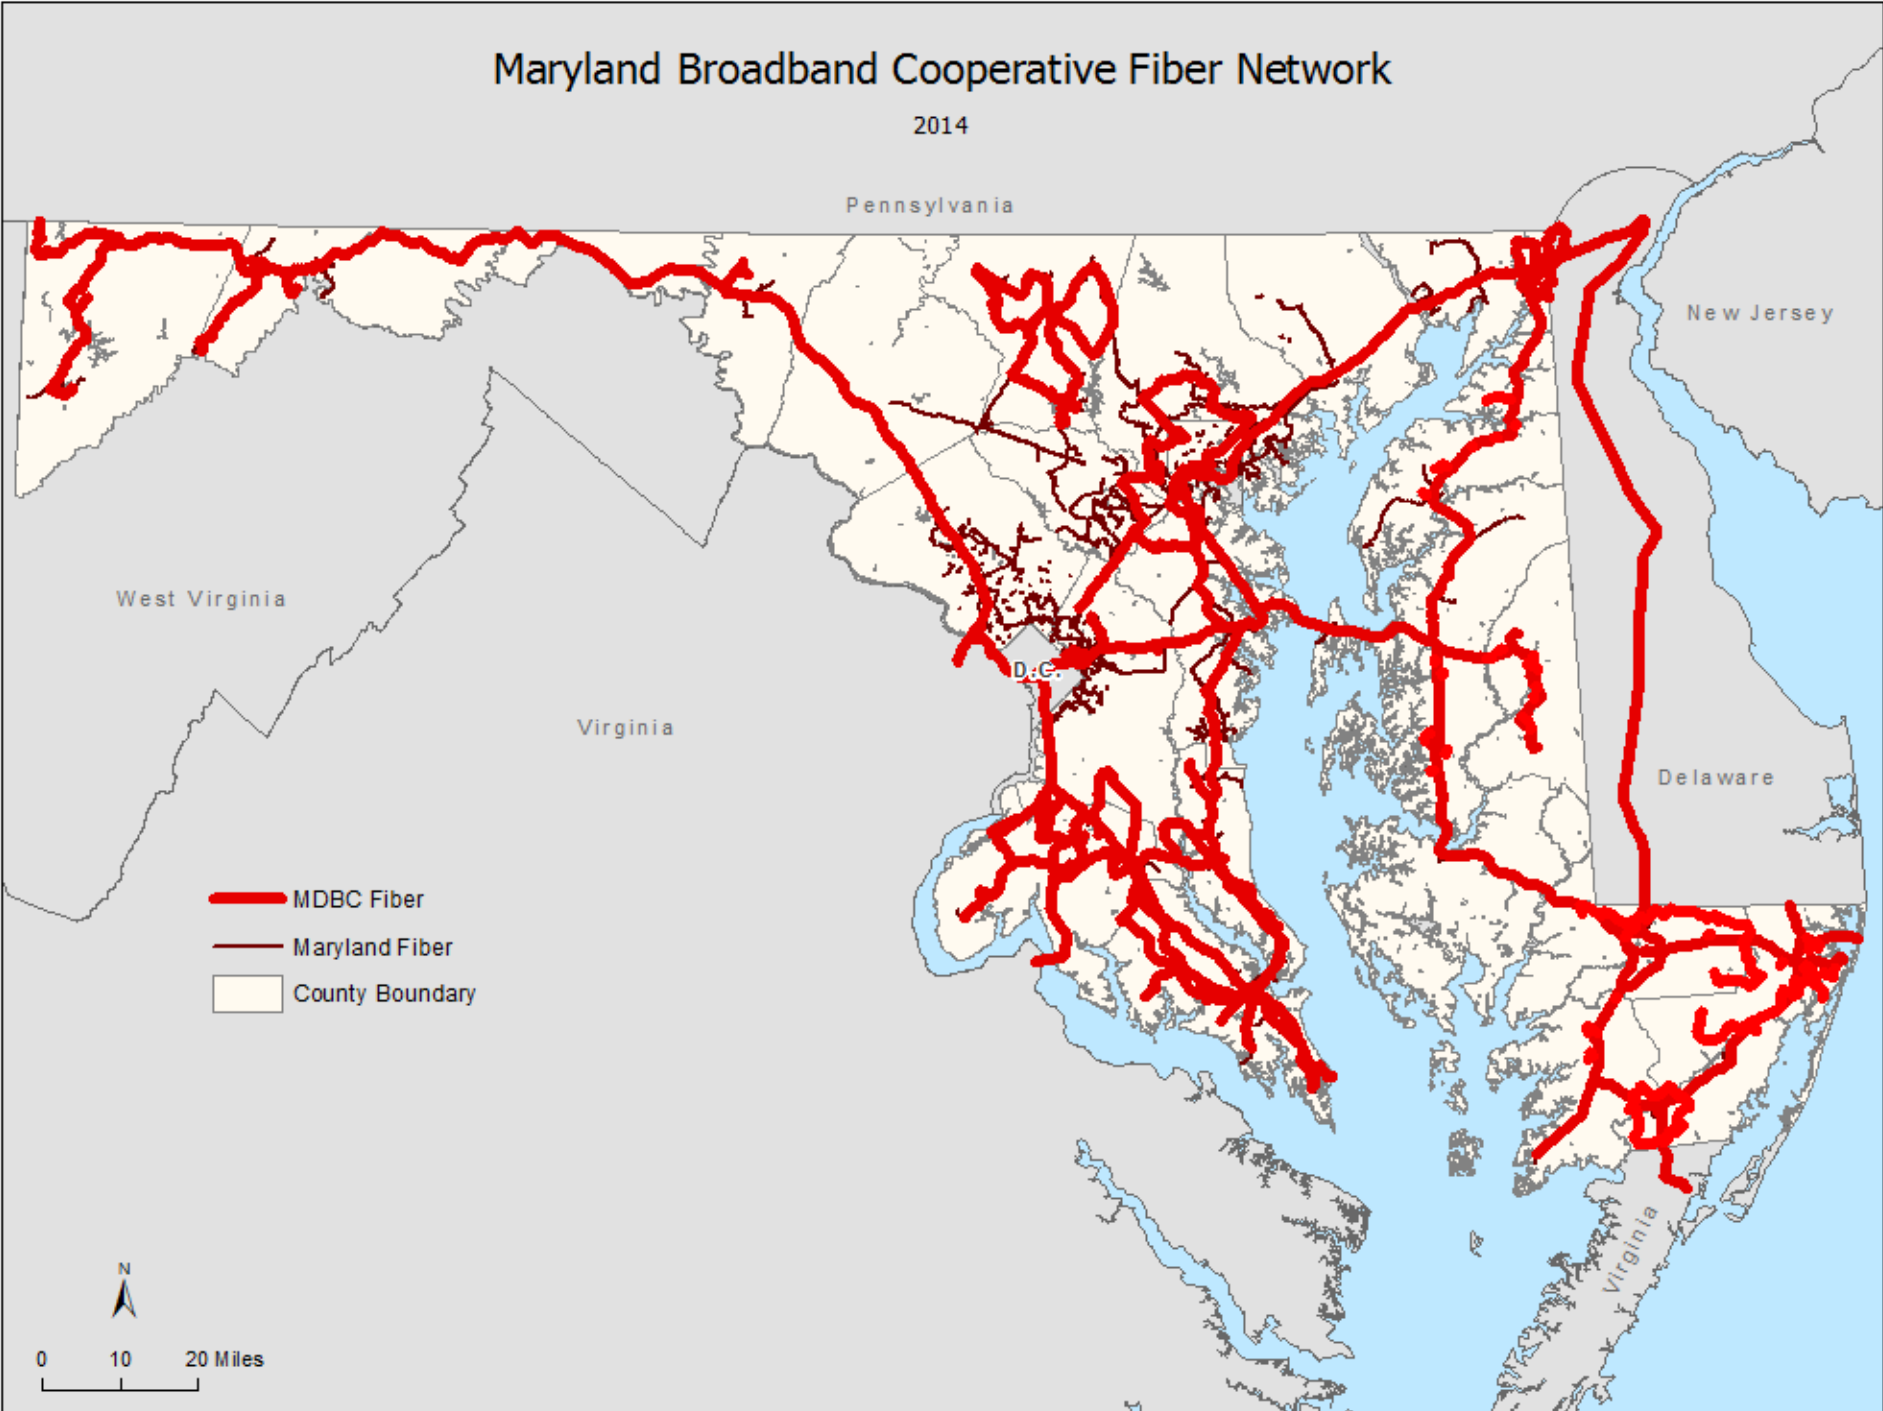 Maryland Broadband Cooperative Fiber Network
2014
Pennsylvania
New Jersey
West Virginia
D.C.
Virginia
Delaware
MDBC Fiber
Maryland Fiber
County Boundary
Virginia
N
0 10 20 Miles